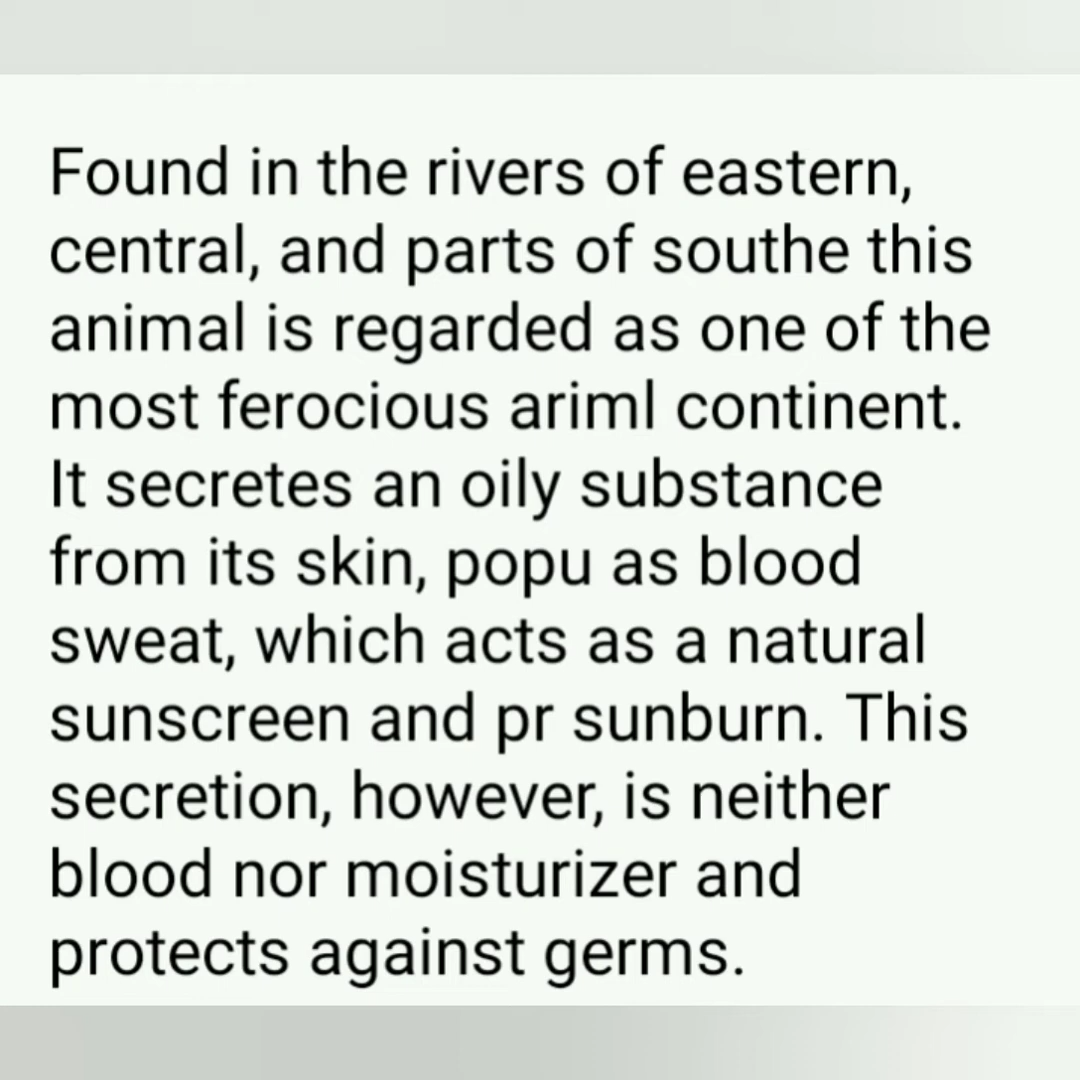 Found in the rivers of eastern,
central, and parts of southe this
animal is regarded as one of the
most ferocious ariml continent.
It secretes an oily substance
from its skin, popu as blood
sweat, which acts as a natural
sunscreen and pr sunburn. This
secretion, however, is neither
blood nor moisturizer and
protects against germs.